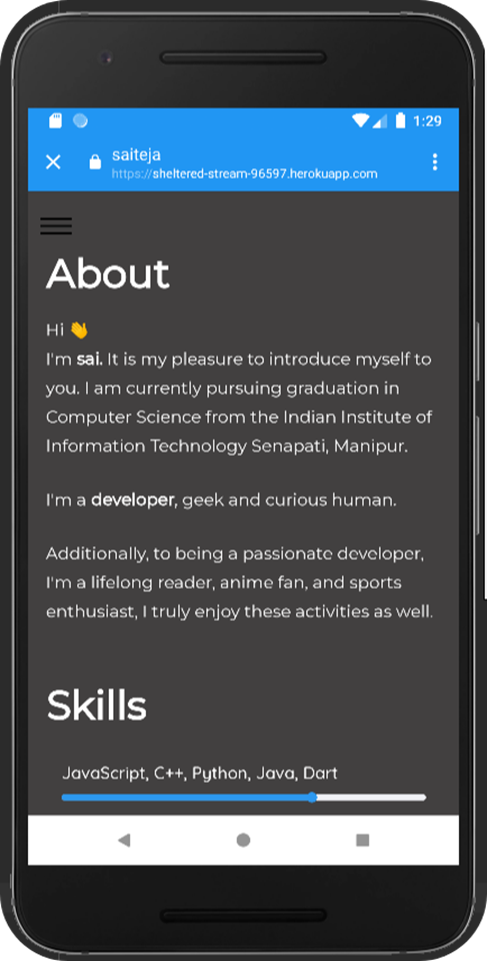 1:29
saiteja
https://sheltered-stream-96597.herokuapp.com
About
Hi 👋
I'm sai. It is my pleasure to introduce myself to
you. I am currently pursuing graduation in
Computer Science from the Indian Institute of
Information Technology Senapati, Manipur.
I'm a developer, geek and curious human.
Additionally, to being a passionate developer,
I'm a lifelong reader, anime fan, and sports
enthusiast, I truly enjoy these activities as well.
Skills
JavaScript, C++, Python, Java, Dart